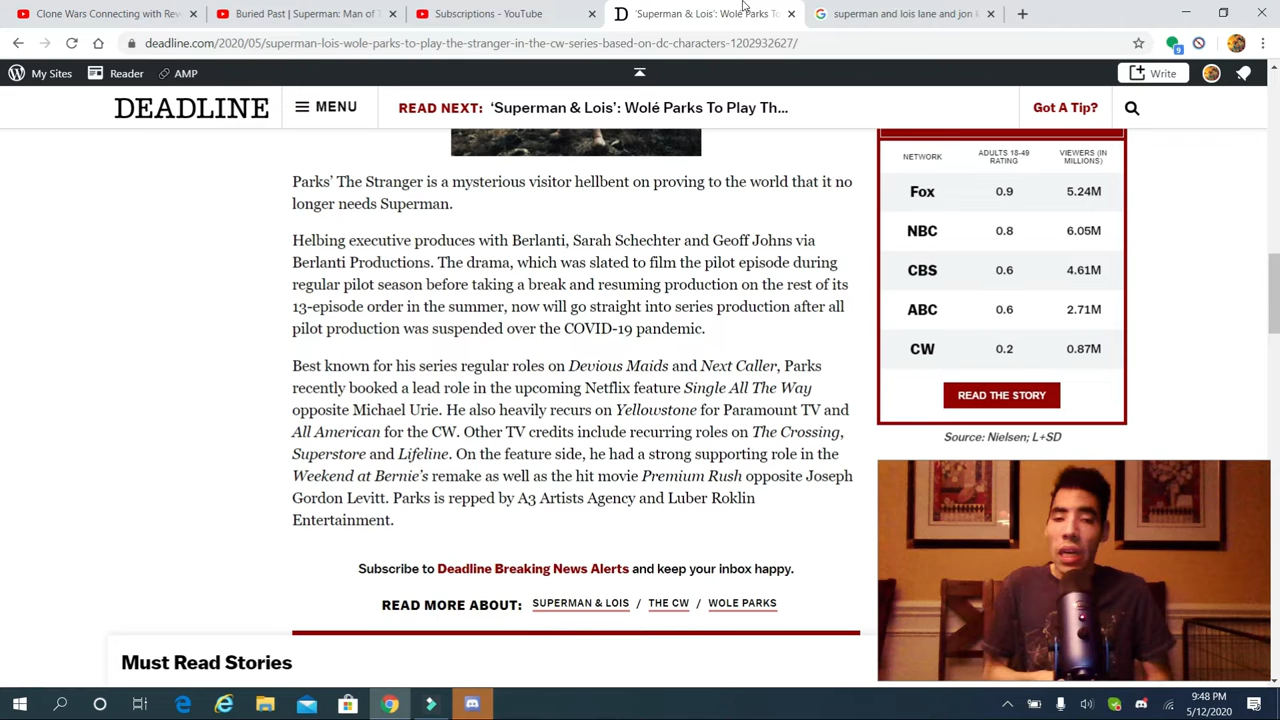 Clone Wars Connecting with Rev
Buried Past | Superman: Man of T
Subscriptions - YouTube
'Superman & Lois': Wolé Parks To
superman and lois lane and jon k
deadline.com/2020/05/superman-lois-wole-parks-to-play-the-stranger-in-the-cw-series-based-on-dc-characters-1202932627/
9
My Sites
Reader
AMP
Write
DEADLINE
MENU
READ NEXT: 'Superman & Lois': Wolé Parks To Play Th...
Got A Tip?
Parks' The Stranger is a mysterious visitor hellbent on proving to the world that it no
longer needs Superman.
Helbing executive produces with Berlanti, Sarah Schechter and Geoff Johns via
Berlanti Productions. The drama, which was slated to film the pilot episode during
regular pilot season before taking a break and resuming production on the rest of its
13-episode order in the summer, now will go straight into series production after all
pilot production was suspended over the COVID-19 pandemic.
Best known for his series regular roles on Devious Maids and Next Caller, Parks
recently booked a lead role in the upcoming Netflix feature Single All The Way
opposite Michael Urie. He also heavily recurs on Yellowstone for Paramount TV and
All American for the CW. Other TV credits include recurring roles on The Crossing,
Superstore and Lifeline. On the feature side, he had a strong supporting role in the
Weekend at Bernie's remake as well as the hit movie Premium Rush opposite Joseph
Gordon Levitt. Parks is repped by A3 Artists Agency and Luber Roklin
Entertainment.
Subscribe to Deadline Breaking News Alerts and keep your inbox happy.
READ MORE ABOUT: SUPERMAN & LOIS / THE CW / WOLE PARKS
Must Read Stories
NETWORK
ADULTS 18-49
RATING
VIEWERS (IN
MILLIONS)
Fox 0.9 5.24M
NBC 0.8 6.05M
CBS 0.6 4.61M
ABC 0.6 2.71M
CW 0.2 0.87M
READ THE STORY
Source: Nielsen; L+SD
9:48 PM
5/12/2020